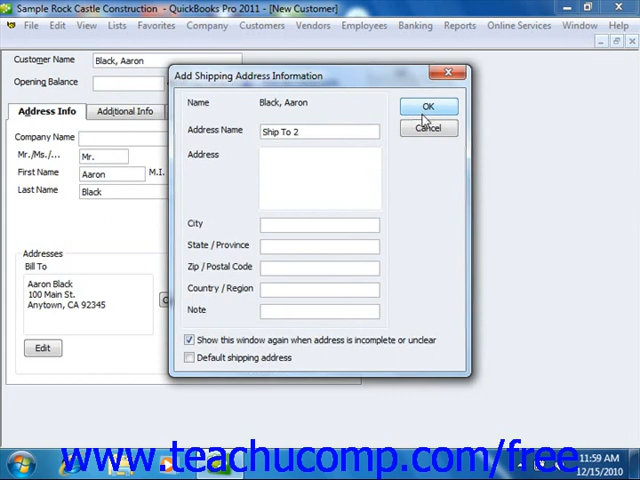 Sample Rock Castle Construction - QuickBooks Pro 2011 - [New Customer]
File Edit View Lists Favorites Company Customers Vendors Employees Banking Reports Online Services Window Help
Customer Name Black, Aaron
Opening Balance
Address Info Additional Info
Company Name
Mr./Ms./... Mr.
First Name Aaron M.I.
Last Name Black
Addresses
Bill To
Aaron Black
100 Main St.
Anytown, CA 92345
Edit
Add Shipping Address Information
Name Black, Aaron
OK
Address Name Ship To 2
Cancel
Address
City
State / Province
Zip / Postal Code
Country / Region
Note
Show this window again when address is incomplete or unclear
Default shipping address
www.teachucomp.com/free
11:59 AM
12/15/2010